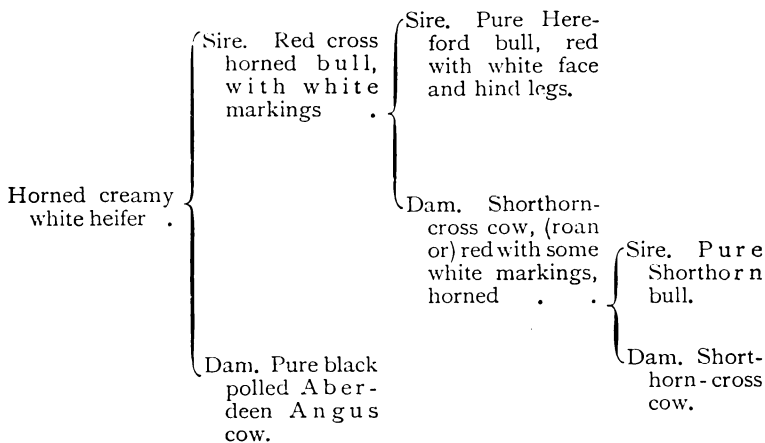 Horned creamy
white heifer .
Sire. Red cross
horned bull,
with white
markings .
Sire. Pure Here-
ford bull, red
with white face
and hind legs.
Dam. Shorthorn-
cross cow, (roan
or) red with some
white markings,
horned . .
Sire. Pure
Shorthorn
bull.
Dam. Short-
horn-cross
cow.
Dam. Pure black
polled Aber-
deen Angus
cow.